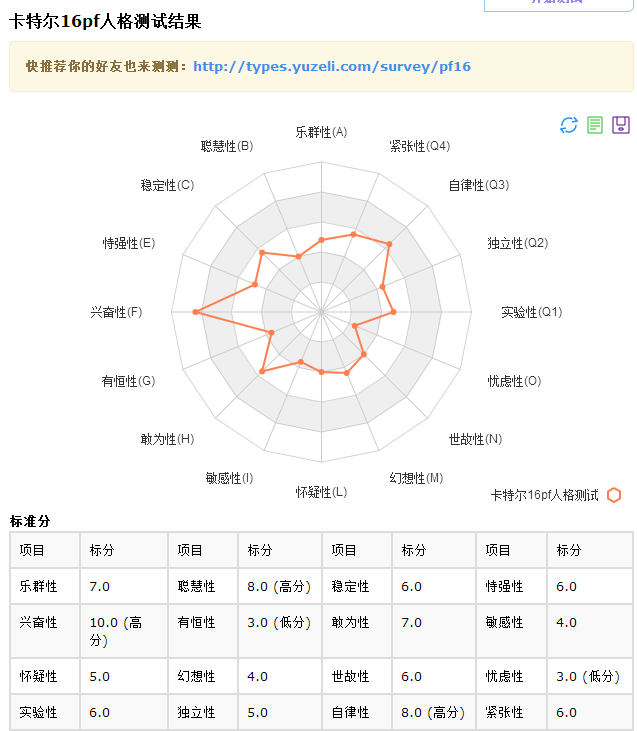 卡特尔16pf人格测试结果
快推荐你的好友也来测测：http://types.yuzeli.com/survey/pf16
乐群性(A)
聪慧性(B) 紧张性(Q4)
稳定性(C) 自律性(Q3)
恃强性(E) 独立性(Q2)
兴奋性(F) 实验性(Q1)
有恒性(G) 忧虑性(O)
敢为性(H) 世故性(N)
敏感性(I) 幻想性(M)
怀疑性(L)
卡特尔16pf人格测试
标准分
项目 标分 项目 标分 项目 标分 项目 标分
乐群性 7.0 聪慧性 8.0 (高分) 稳定性 6.0 恃强性 6.0
兴奋性 10.0 (高分) 有恒性 3.0 (低分) 敢为性 7.0 敏感性 4.0
怀疑性 5.0 幻想性 4.0 世故性 6.0 忧虑性 3.0 (低分)
实验性 6.0 独立性 5.0 自律性 8.0 (高分) 紧张性 6.0